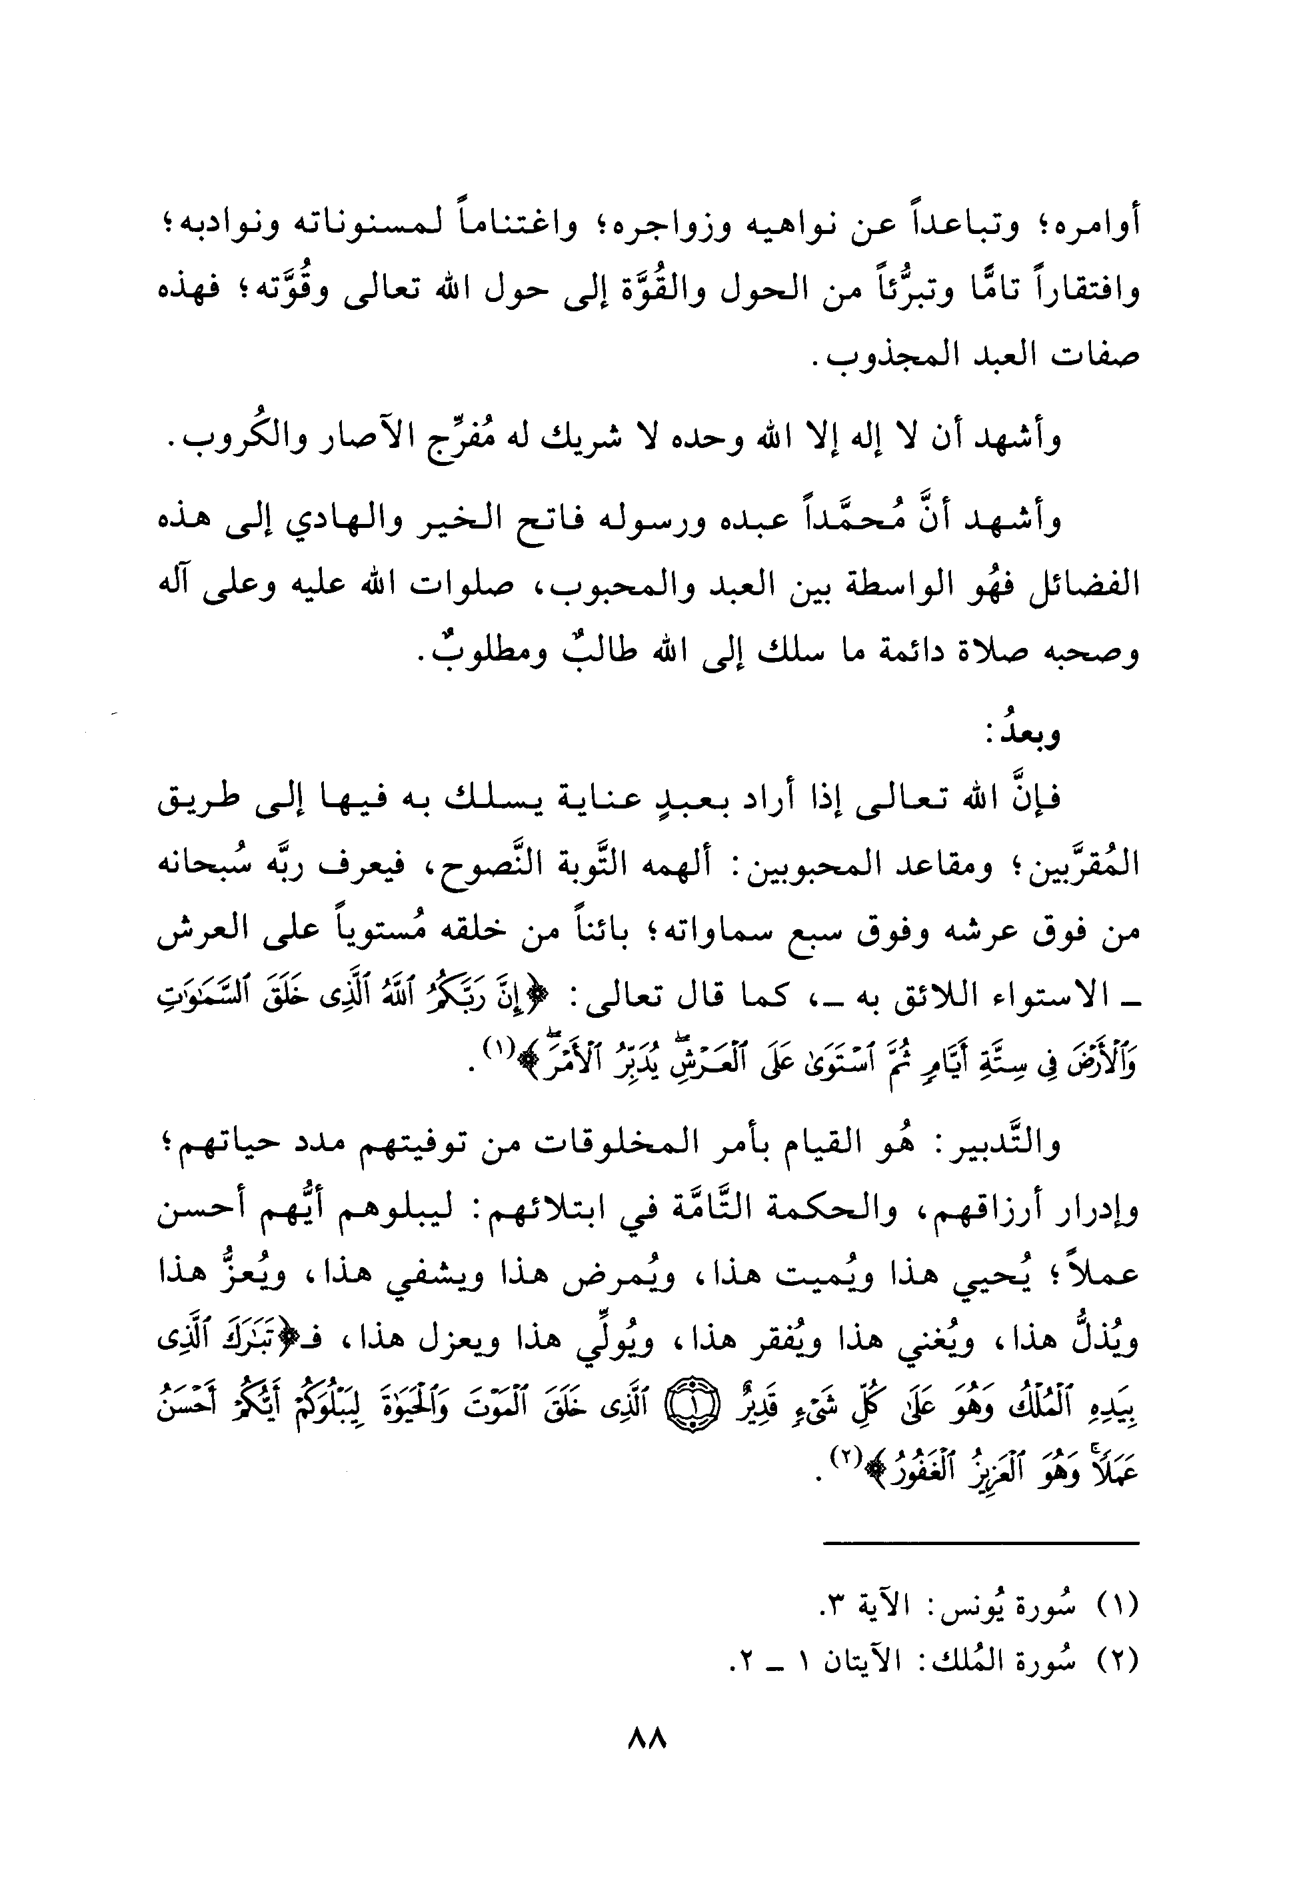 أوامره؛ وتباعداً عن نواهيه وزواجره؛ واغتناماً لمسنوناته ونوادبه؛
وافتقاراً تامًّا وتبرُّئاً من الحول والقُوَّة إلى حول الله تعالى وقُوَّته؛ فهذه
صفات العبد المجذوب.
وأشهد أن لا إله إلا الله وحده لا شريك له مُفرِّج الآصار والكُروب.
وأشهد أنَّ مُحمَّداً عبده ورسوله فاتح الخير والهادي إلى هذه
الفضائل فهُو الواسطة بين العبد والمحبوب، صلوات الله عليه وعلى آله
وصحبه صلاة دائمة ما سلك إلى الله طالبٌ ومطلوبٌ.
وبعدُ:
فإنَّ الله تعالى إذا أراد بعبدٍ عناية يسلك به فيها إلى طريق
المُقرَّبين؛ ومقاعد المحبوبين: ألهمه التَّوبة النَّصوح، فيعرف ربَّه سُبحانه
من فوق عرشه وفوق سبع سماواته؛ بائناً من خلقه مُستوياً على العرش
ـ الاستواء اللائق به ـ، كما قال تعالى: ﴿إِنَّ رَبَّكُمُ ٱللَّهُ ٱلَّذِى خَلَقَ ٱلسَّمَـٰوَٰتِ
وَٱلْأَرْضَ فِى سِتَّةِ أَيَّامٍ ثُمَّ ٱسْتَوَىٰ عَلَى ٱلْعَرْشِۖ يُدَبِّرُ ٱلْأَمْرَۖ﴾(١).
والتَّدبير: هُو القيام بأمر المخلوقات من توفيتهم مدد حياتهم؛
وإدرار أرزاقهم، والحكمة التَّامَّة في ابتلائهم: ليبلوهم أيُّهم أحسن
عملاً؛ يُحيي هذا ويُميت هذا، ويُمرض هذا ويشفي هذا، ويُعزُّ هذا
ويُذلُّ هذا، ويُغني هذا ويُفقر هذا، ويُولِّي هذا ويعزل هذا، فـ﴿تَبَـٰرَكَ ٱلَّذِى
بِيَدِهِ ٱلْمُلْكُ وَهُوَ عَلَىٰ كُلِّ شَىْءٍ قَدِيرٌ ۝١ ٱلَّذِى خَلَقَ ٱلْمَوْتَ وَٱلْحَيَوٰةَ لِيَبْلُوَكُمْ أَيُّكُمْ أَحْسَنُ
عَمَلًاۚ وَهُوَ ٱلْعَزِيزُ ٱلْغَفُورُ﴾(٢).
(١) سُورة يُونس: الآية ٣.
(٢) سُورة المُلك: الآيتان ١ ـ ٢.
٨٨